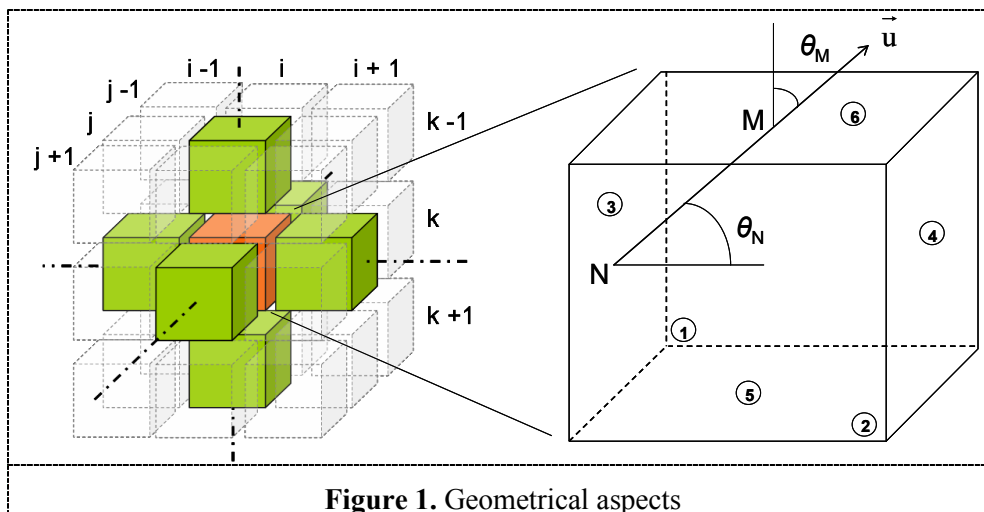 i -1
i
i + 1
j -1
j
j +1
k -1
k
k +1
θM
u
M
N
θN
1
2
3
4
5
6
Figure 1. Geometrical aspects